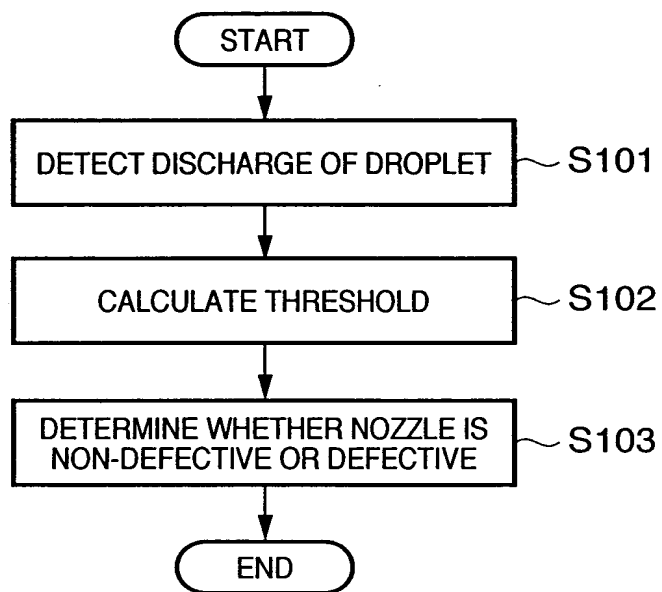 START
DETECT DISCHARGE OF DROPLET
S101
CALCULATE THRESHOLD
S102
DETERMINE WHETHER NOZZLE IS
NON-DEFECTIVE OR DEFECTIVE
S103
END